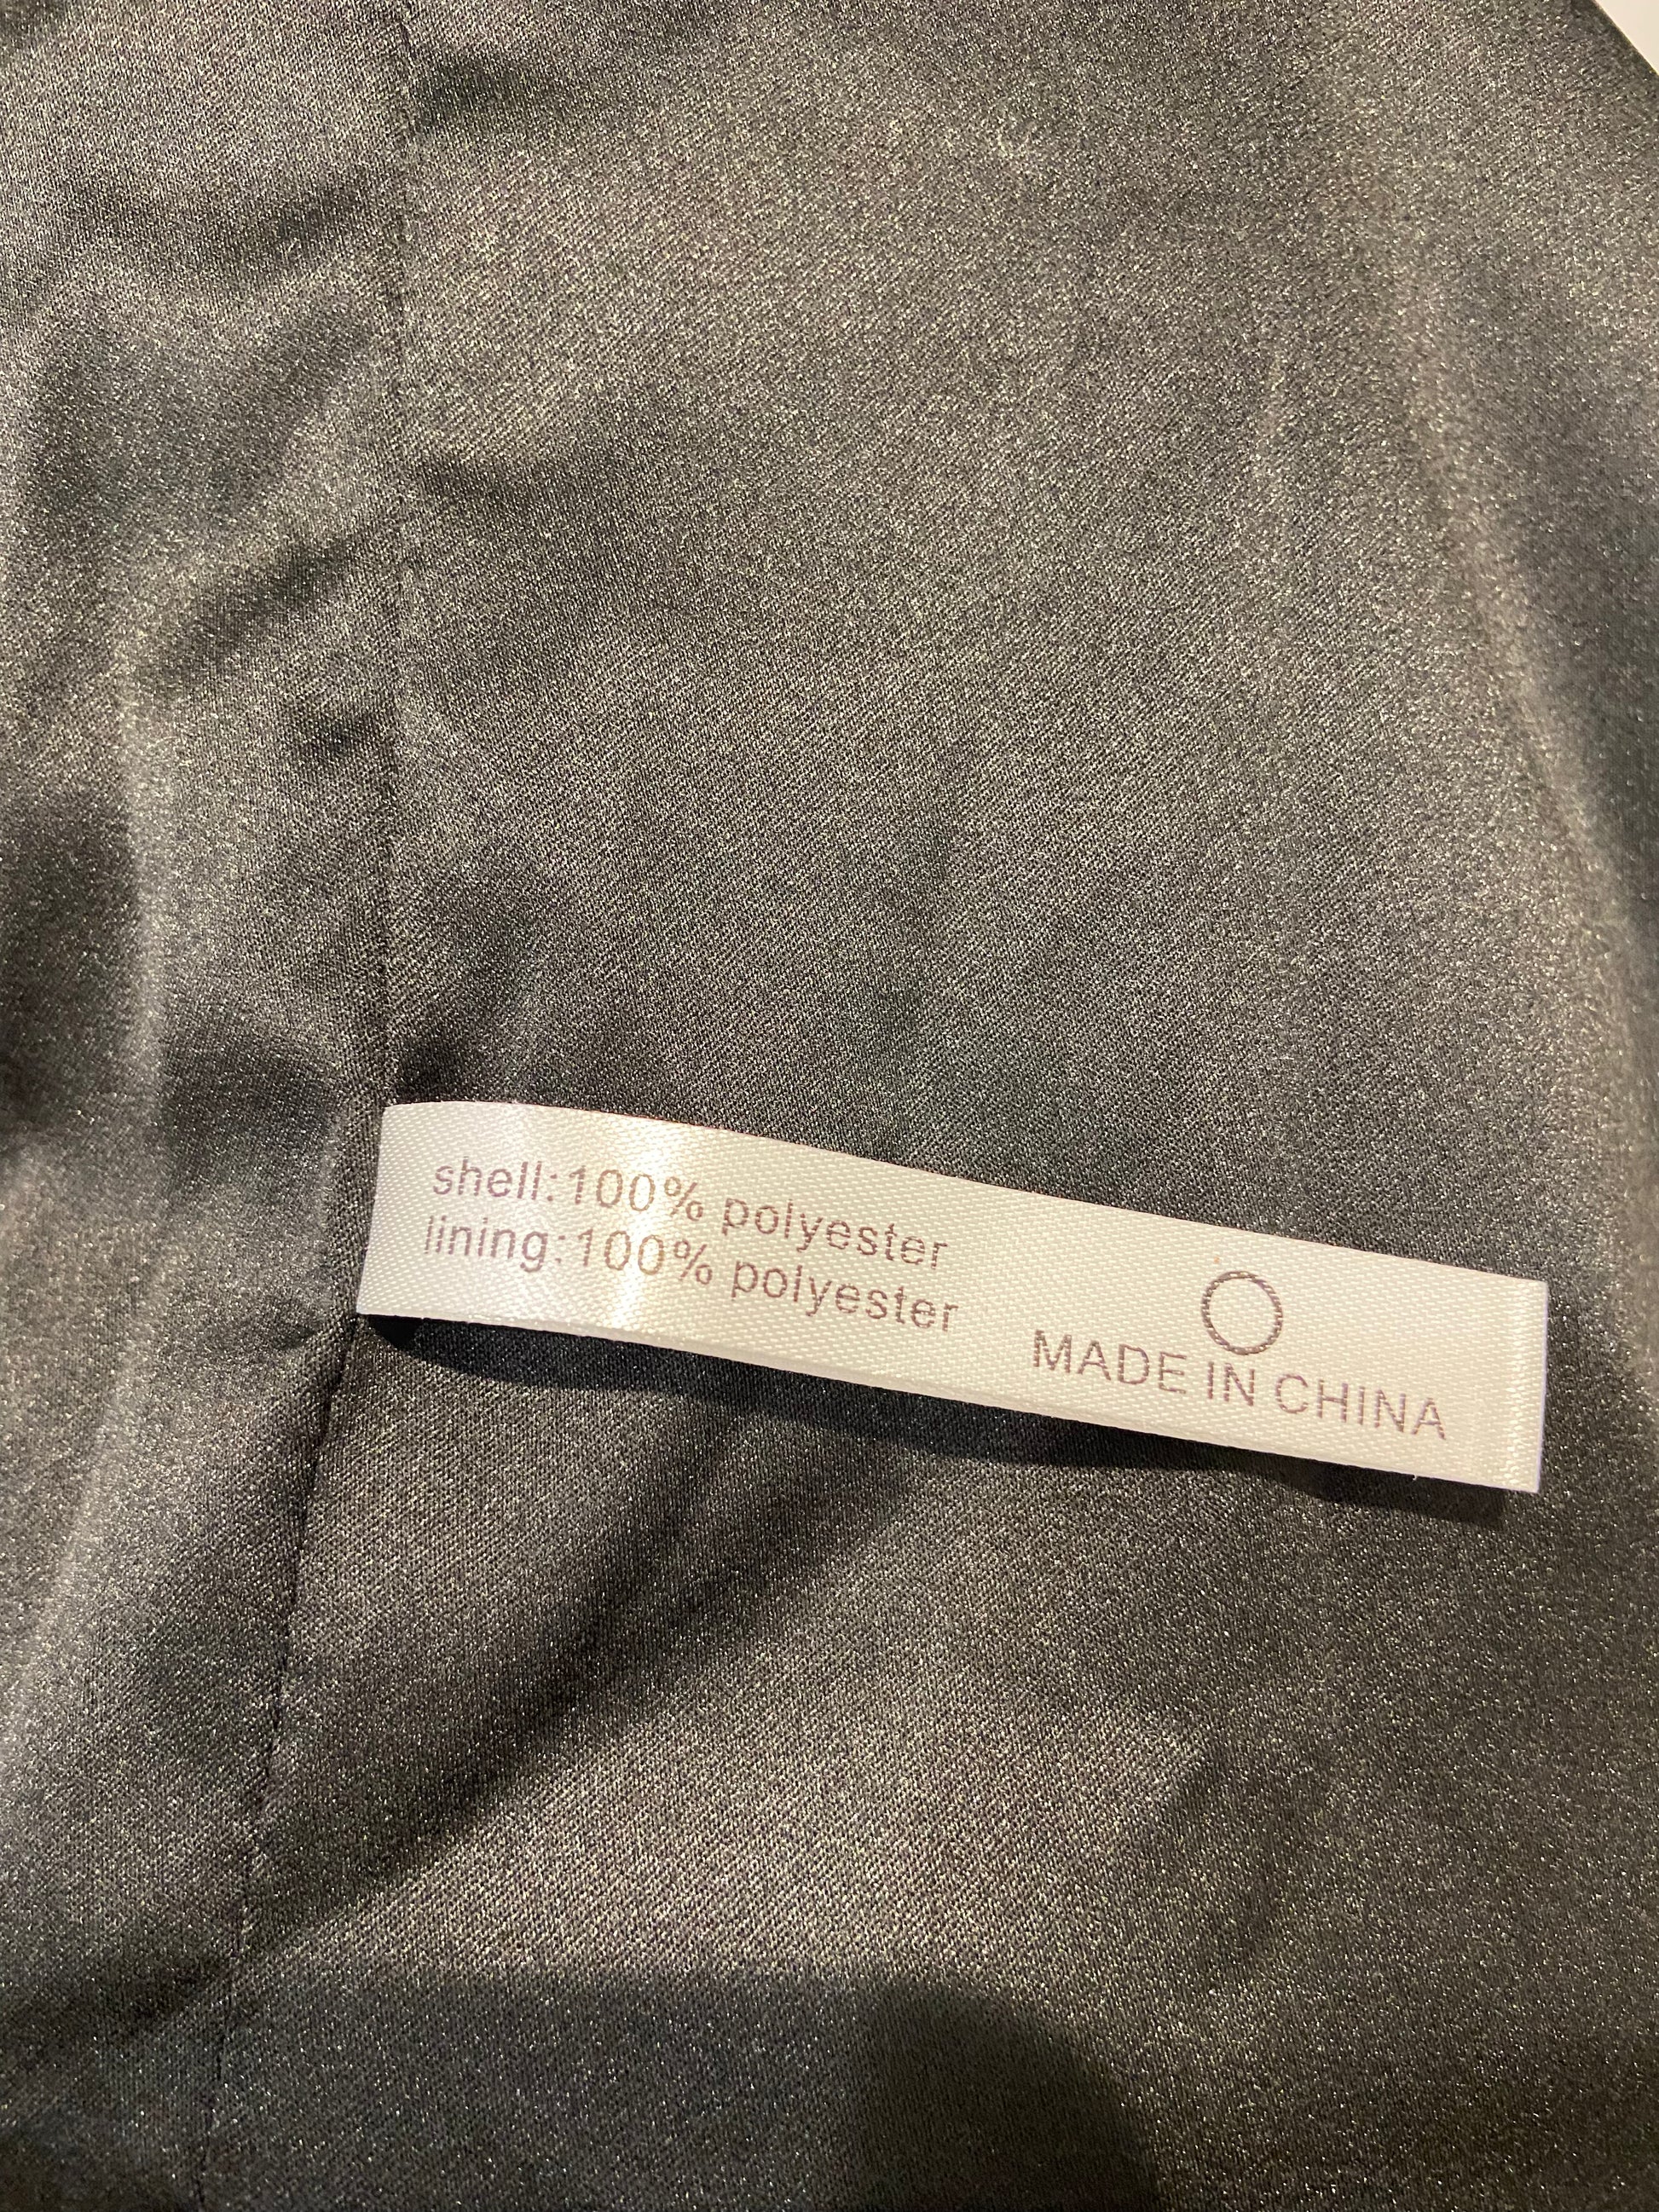 shell:100% polyester
lining:100% polyester
MADE IN CHINA